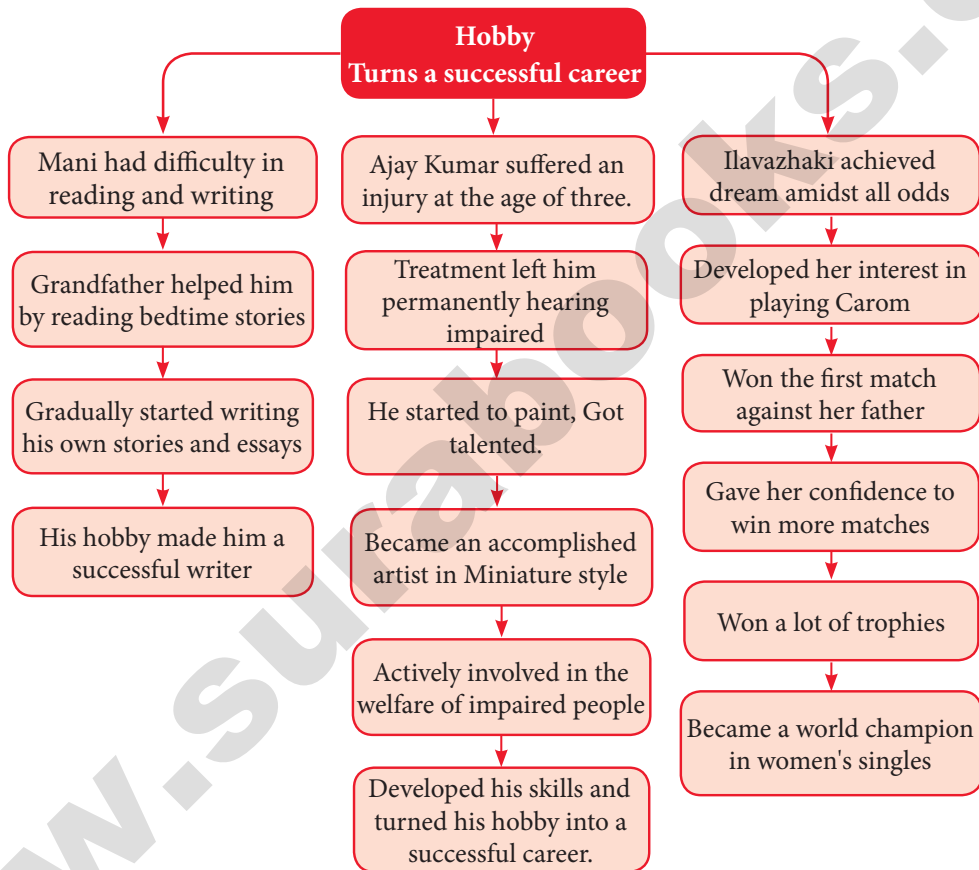 Hobby
Turns a successful career
Mani had difficulty in
reading and writing
Grandfather helped him
by reading bedtime stories
Gradually started writing
his own stories and essays
His hobby made him a
successful writer
Ajay Kumar suffered an
injury at the age of three.
Treatment left him
permanently hearing
impaired
He started to paint, Got
talented.
Became an accomplished
artist in Miniature style
Actively involved in the
welfare of impaired people
Developed his skills and
turned his hobby into a
successful career.
Ilavazhaki achieved
dream amidst all odds
Developed her interest in
playing Carom
Won the first match
against her father
Gave her confidence to
win more matches
Won a lot of trophies
Became a world champion
in women's singles
w.surabooks.c